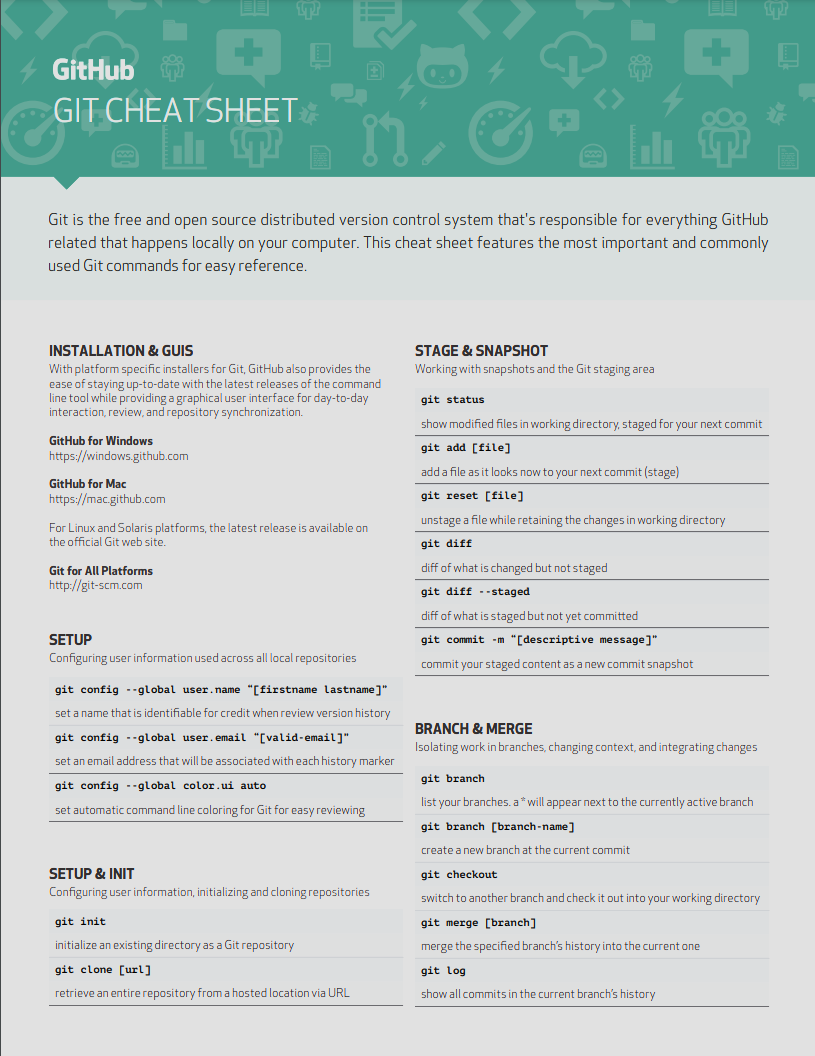 GitHub
GIT CHEAT SHEET
Git is the free and open source distributed version control system that's responsible for everything GitHub
related that happens locally on your computer. This cheat sheet features the most important and commonly
used Git commands for easy reference.
INSTALLATION & GUIS
With platform specific installers for Git, GitHub also provides the
ease of staying up-to-date with the latest releases of the command
line tool while providing a graphical user interface for day-to-day
interaction, review, and repository synchronization.
GitHub for Windows
https://windows.github.com
GitHub for Mac
https://mac.github.com
For Linux and Solaris platforms, the latest release is available on
the official Git web site.
Git for All Platforms
http://git-scm.com
SETUP
Configuring user information used across all local repositories
git config --global user.name "[firstname lastname]"
set a name that is identifiable for credit when review version history
git config --global user.email "[valid-email]"
set an email address that will be associated with each history marker
git config --global color.ui auto
set automatic command line coloring for Git for easy reviewing
SETUP & INIT
Configuring user information, initializing and cloning repositories
git init
initialize an existing directory as a Git repository
git clone [url]
retrieve an entire repository from a hosted location via URL
STAGE & SNAPSHOT
Working with snapshots and the Git staging area
git status
show modified files in working directory, staged for your next commit
git add [file]
add a file as it looks now to your next commit (stage)
git reset [file]
unstage a file while retaining the changes in working directory
git diff
diff of what is changed but not staged
git diff --staged
diff of what is staged but not yet committed
git commit -m "[descriptive message]"
commit your staged content as a new commit snapshot
BRANCH & MERGE
Isolating work in branches, changing context, and integrating changes
git branch
list your branches. a * will appear next to the currently active branch
git branch [branch-name]
create a new branch at the current commit
git checkout
switch to another branch and check it out into your working directory
git merge [branch]
merge the specified branch's history into the current one
git log
show all commits in the current branch's history